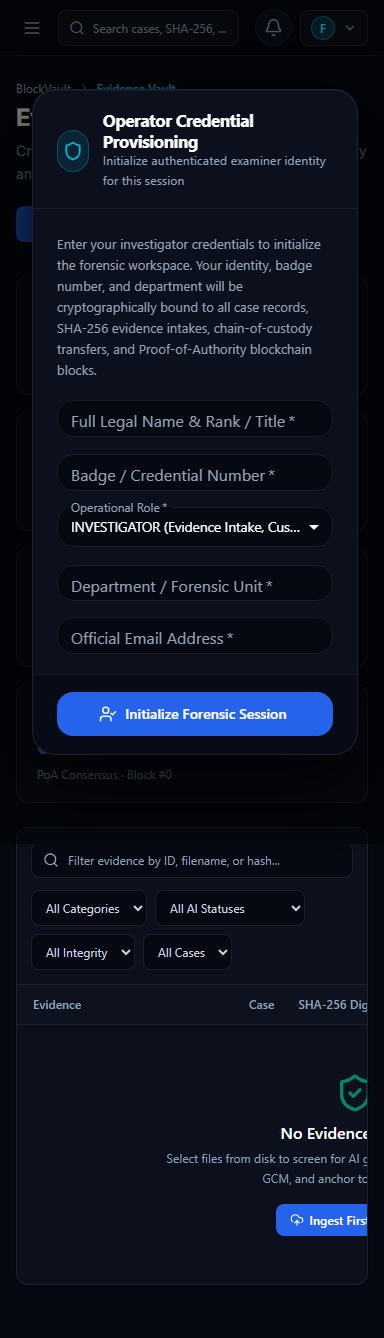 Search cases, SHA-256, ...
F
BlockVault
Evidence Vault
Operator Credential
Provisioning
Initialize authenticated examiner identity
for this session
Enter your investigator credentials to initialize
the forensic workspace. Your identity, badge
number, and department will be
cryptographically bound to all case records,
SHA-256 evidence intakes, chain-of-custody
transfers, and Proof-of-Authority blockchain
blocks.
Full Legal Name & Rank / Title *
Badge / Credential Number *
Operational Role *
INVESTIGATOR (Evidence Intake, Cus...
Department / Forensic Unit *
Official Email Address *
Initialize Forensic Session
PoA Consensus · Block #0
Filter evidence by ID, filename, or hash...
All Categories
All AI Statuses
All Integrity
All Cases
Evidence
Case
SHA-256 Dig
No Evidence
Select files from disk to screen for AI g
GCM, and anchor to
Ingest First